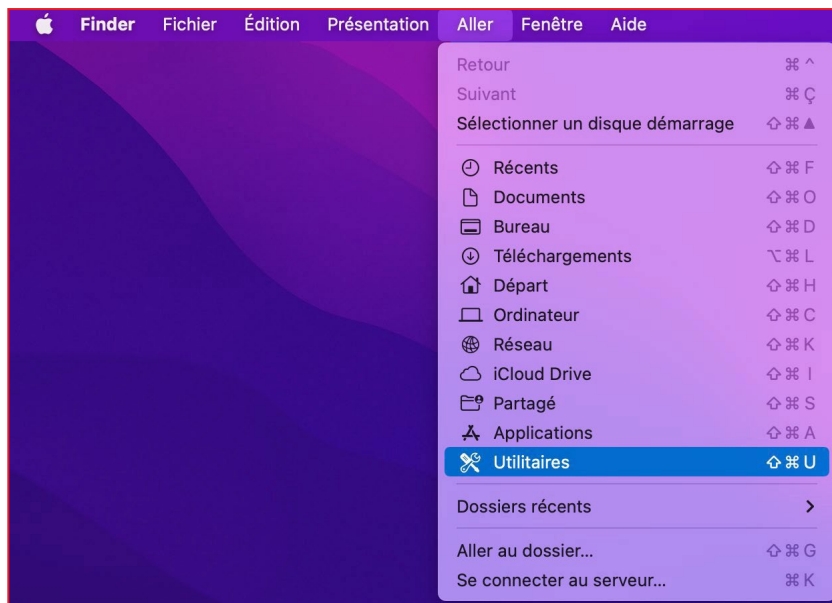 Finder Fichier Édition Présentation Aller Fenêtre Aide
Retour ⌘ ^
Suivant ⌘ Ç
Sélectionner un disque démarrage ⇧ ⌘ ▲
Récents ⇧ ⌘ F
Documents ⇧ ⌘ O
Bureau ⇧ ⌘ D
Téléchargements ⌥ ⌘ L
Départ ⇧ ⌘ H
Ordinateur ⇧ ⌘ C
Réseau ⇧ ⌘ K
iCloud Drive ⇧ ⌘ I
Partagé ⇧ ⌘ S
Applications ⇧ ⌘ A
Utilitaires ⇧ ⌘ U
Dossiers récents >
Aller au dossier... ⇧ ⌘ G
Se connecter au serveur... ⌘ K